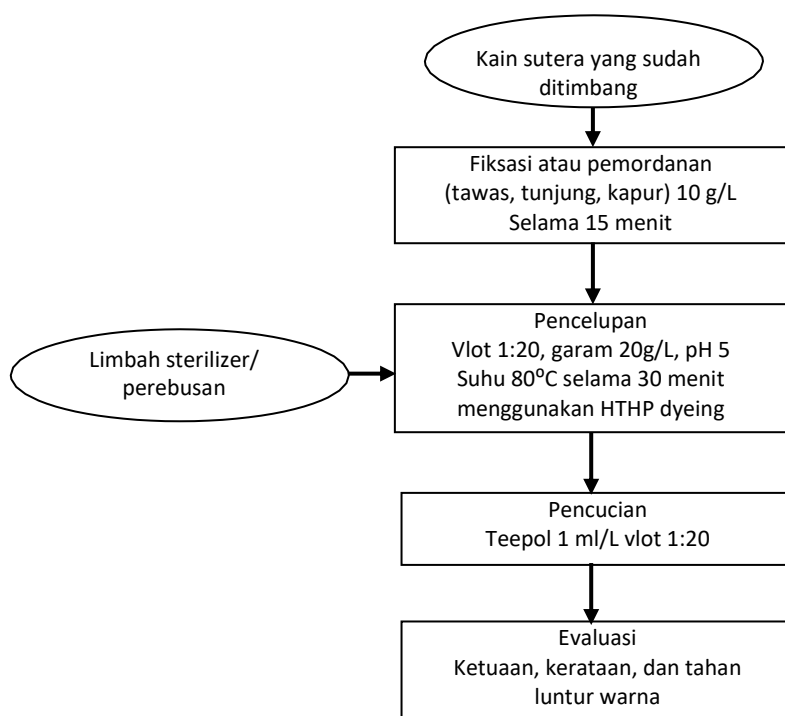 Kain sutera yang sudah
ditimbang
Fiksasi atau pemordanan
(tawas, tunjung, kapur) 10 g/L
Selama 15 menit
Limbah sterilizer/
perebusan
Pencelupan
Vlot 1:20, garam 20g/L, pH 5
Suhu 80⁰C selama 30 menit
menggunakan HTHP dyeing
Pencucian
Teepol 1 ml/L vlot 1:20
Evaluasi
Ketuaan, kerataan, dan tahan
luntur warna